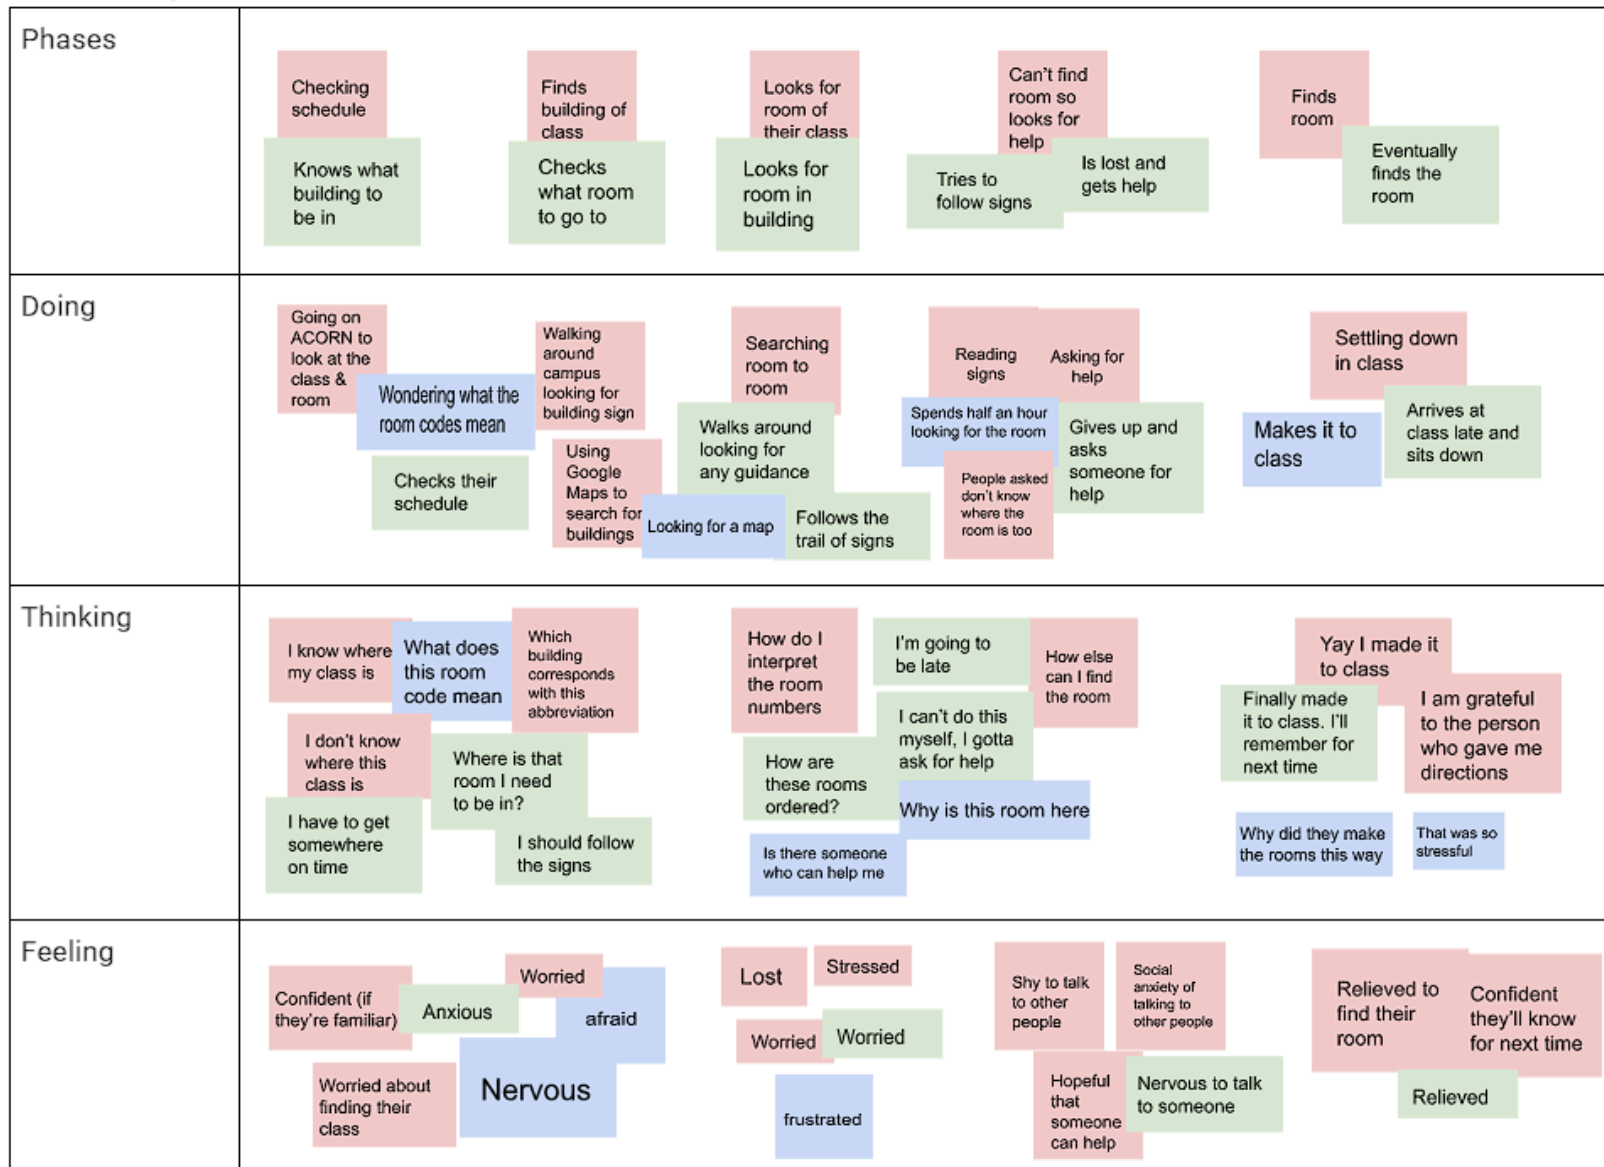 Phases
Checking
schedule
Knows what
building to
be in
Finds
building of
class
Checks
what room
to go to
Looks for
room of
their class
Looks for
room in
building
Can't find
room so
looks for
help
Tries to
follow signs
Is lost and
gets help
Finds
room
Eventually
finds the
room
Doing
Going on
ACORN to
look at the
class &
room
Wondering what the
room codes mean
Checks their
schedule
Walking
around
campus
looking for
building sign
Using
Google
Maps to
search for
buildings
Searching
room to
room
Walks around
looking for
any guidance
Looking for a map
Follows the
trail of signs
Reading
signs
Asking for
help
Spends half an hour
looking for the room
Gives up and
asks
someone for
help
People asked
don't know
where the
room is too
Settling down
in class
Makes it to
class
Arrives at
class late and
sits down
Thinking
I know where
my class is
What does
this room
code mean
Which
building
corresponds
with this
abbreviation
I don't know
where this
class is
Where is that
room I need
to be in?
I have to get
somewhere
on time
I should follow
the signs
How do I
interpret
the room
numbers
I'm going to
be late
How else
can I find
the room
I can't do this
myself, I gotta
ask for help
How are
these rooms
ordered?
Why is this room here
Is there someone
who can help me
Yay I made it
to class
Finally made
it to class. I'll
remember for
next time
I am grateful
to the person
who gave me
directions
Why did they make
the rooms this way
That was so
stressful
Feeling
Confident (if
they're familiar)
Anxious
Worried
afraid
Worried about
finding their
class
Nervous
Lost
Stressed
Worried
Worried
frustrated
Shy to talk
to other
people
Social
anxiety of
talking to
other people
Hopeful
that
someone
can help
Nervous to talk
to someone
Relieved to
find their
room
Confident
they'll know
for next time
Relieved